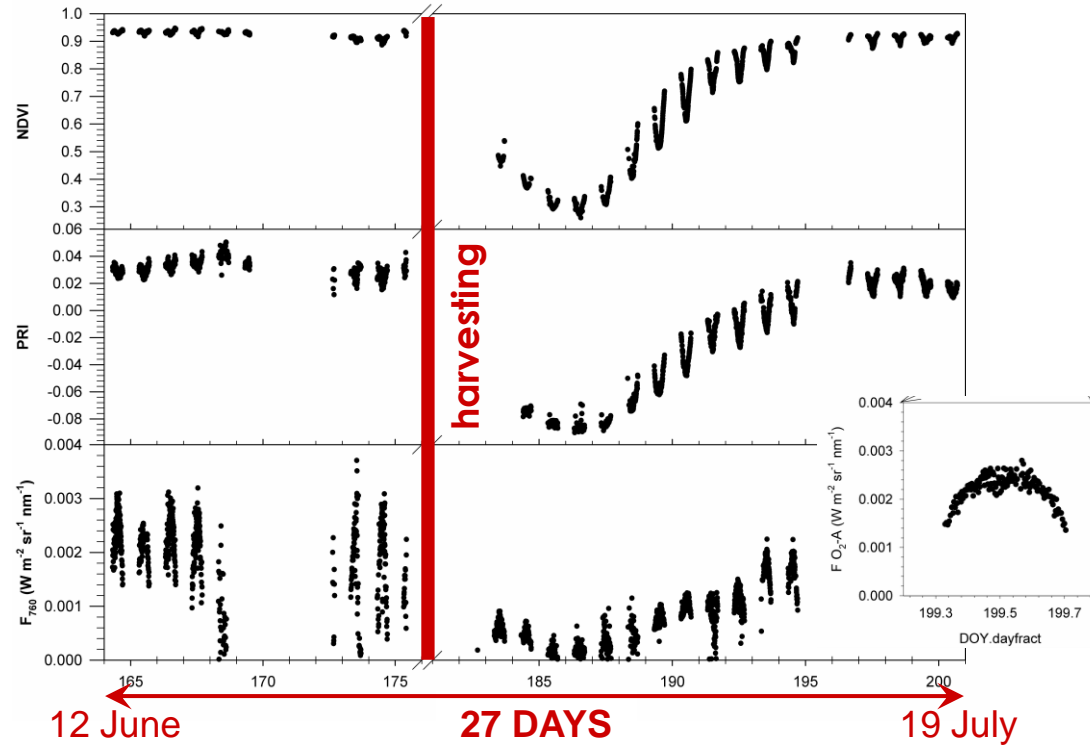 1.0
0.9
0.8
0.7
0.6
0.5
0.4
0.3
NDVI
0.06
0.04
0.02
0.00
-0.02
-0.04
-0.06
-0.08
PRI
harvesting
0.004
0.003
0.002
0.001
0.000
F760 (W m-2 sr-1 nm-1)
165 170 175 185 190 195 200
0.004
0.003
0.002
0.001
0.000
F O2-A (W m-2 sr-1 nm-1)
199.3 199.5 199.7
DOY.dayfract
12 June 27 DAYS 19 July